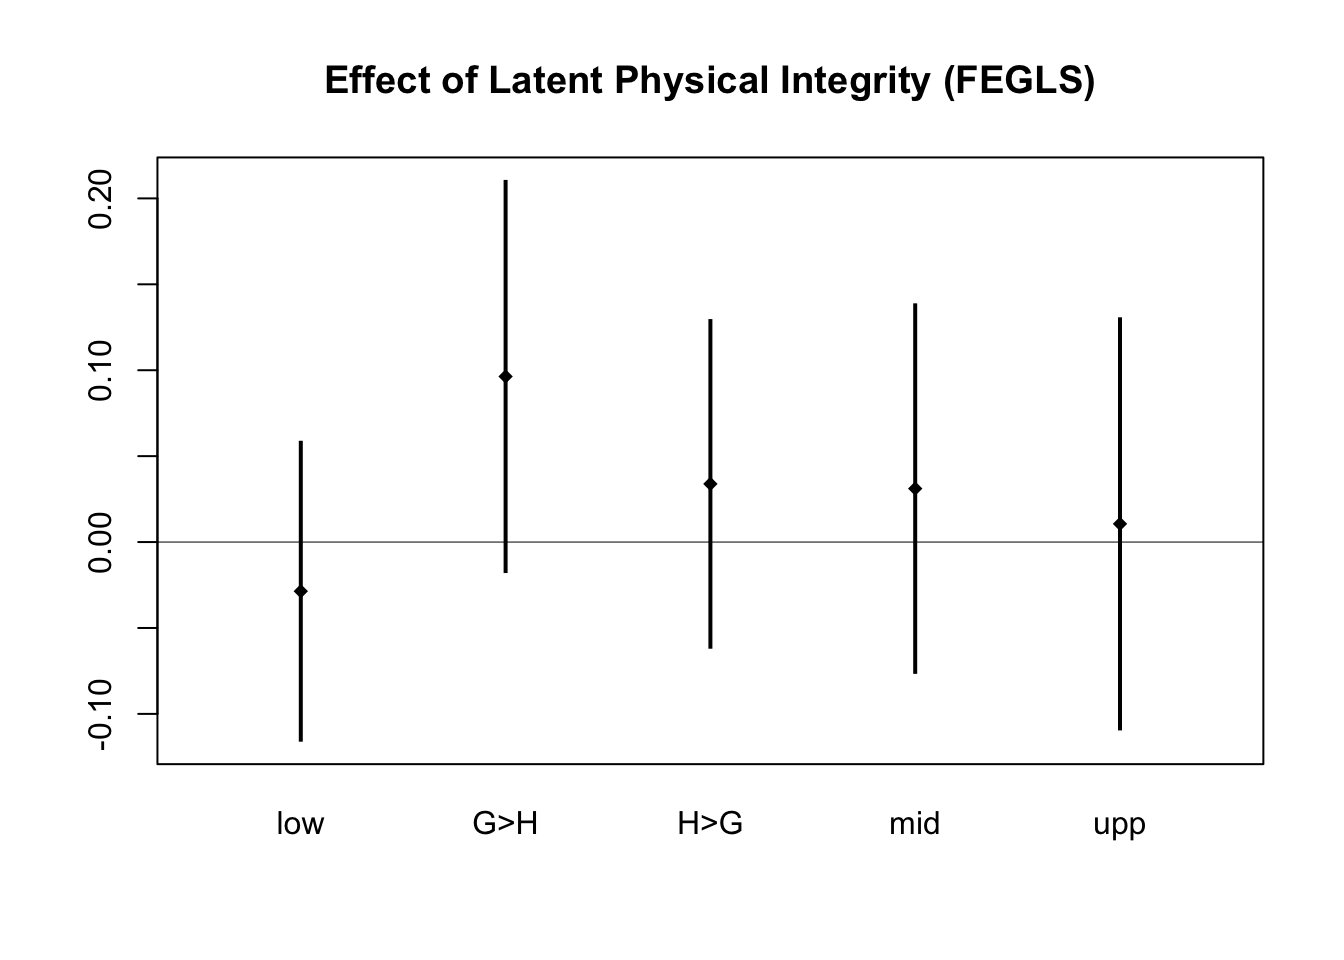 Effect of Latent Physical Integrity (FEGLS)
0.20
0.10
0.00
-0.10
low G>H H>G mid upp